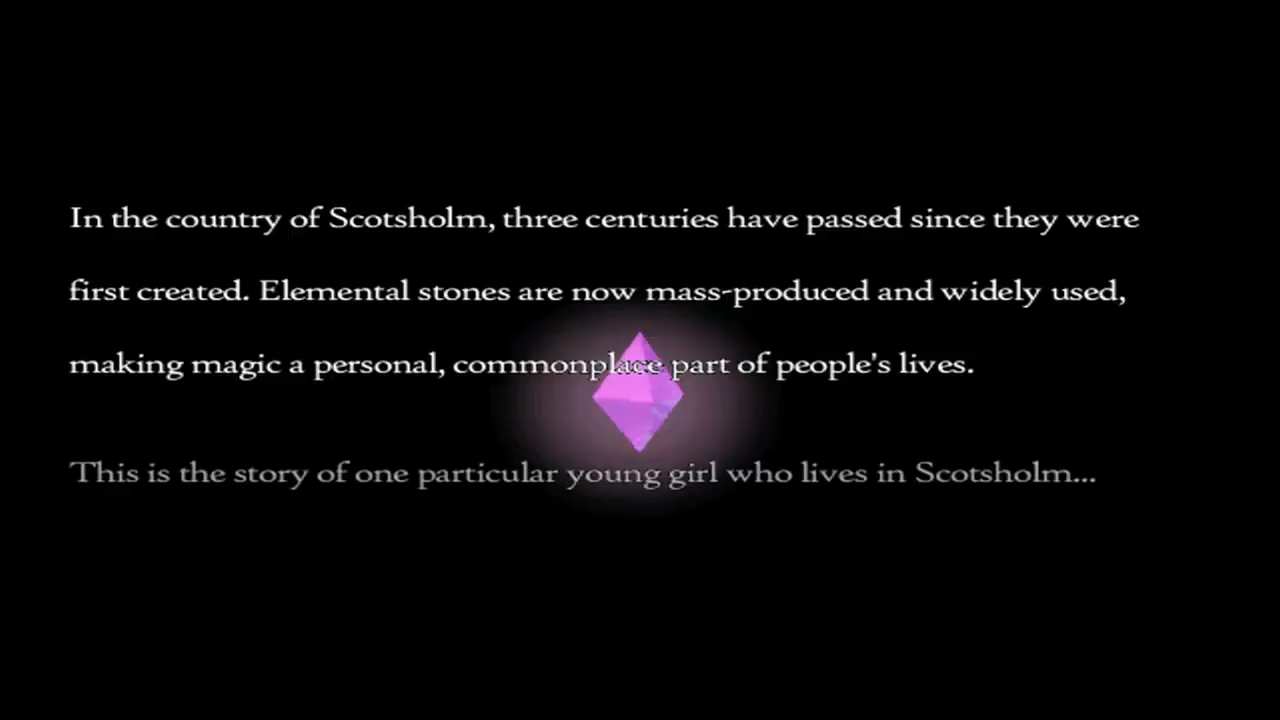 In the country of Scotsholm, three centuries have passed since they were
first created. Elemental stones are now mass-produced and widely used,
making magic a personal, commonplace part of people's lives.
This is the story of one particular young girl who lives in Scotsholm...